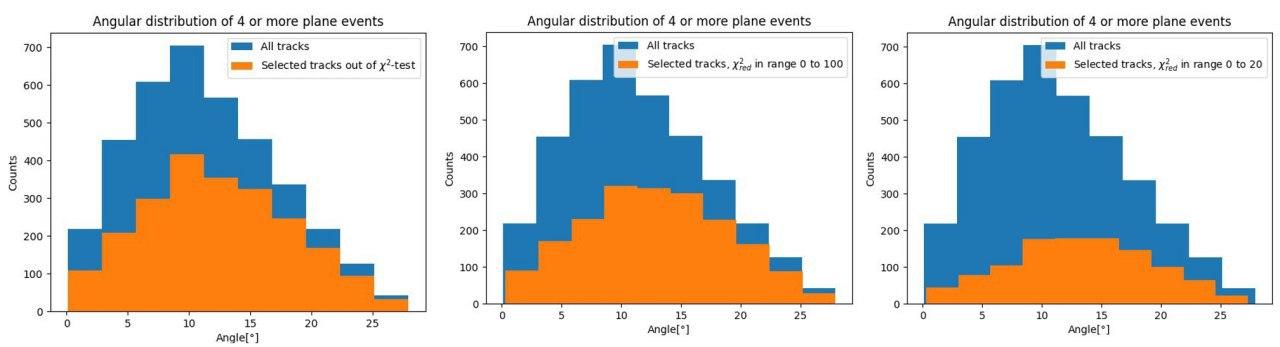 Angular distribution of 4 or more plane events
All tracks
Selected tracks out of χ²-test
Counts
700
600
500
400
300
200
100
0
0 5 10 15 20 25
Angle[°]
Angular distribution of 4 or more plane events
All tracks
Selected tracks, χ²red in range 0 to 100
Counts
700
600
500
400
300
200
100
0
0 5 10 15 20 25
Angle[°]
Angular distribution of 4 or more plane events
All tracks
Selected tracks, χ²red in range 0 to 20
Counts
700
600
500
400
300
200
100
0
0 5 10 15 20 25
Angle[°]